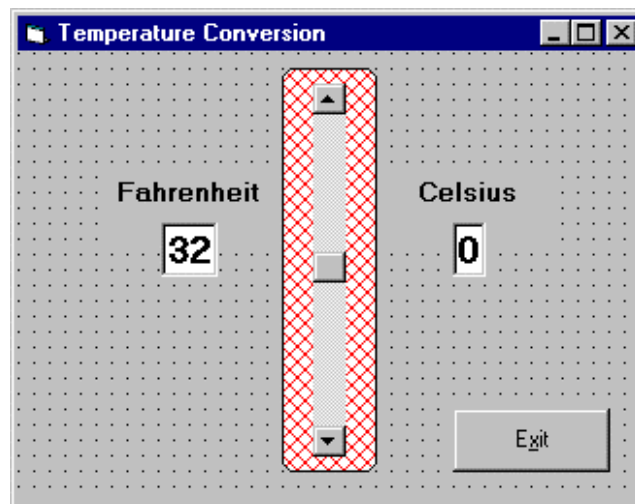 Temperature Conversion
Fahrenheit
Celsius
32
0
Exit